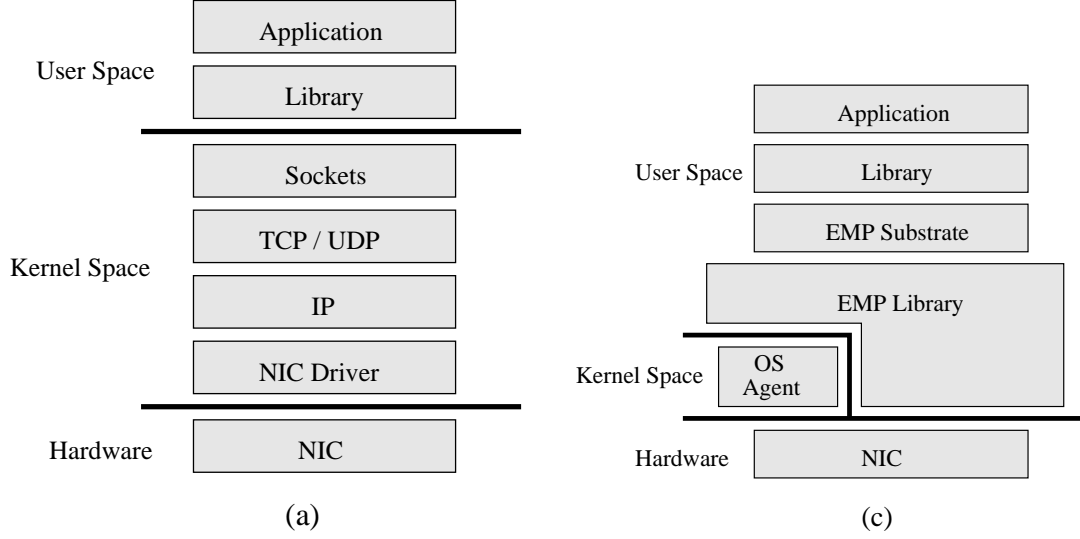 Application
User Space
Library
Sockets
TCP / UDP
Kernel Space
IP
NIC Driver
Hardware
NIC
(a)
Application
User Space
Library
EMP Substrate
EMP Library
Kernel Space
OS
Agent
Hardware
NIC
(c)